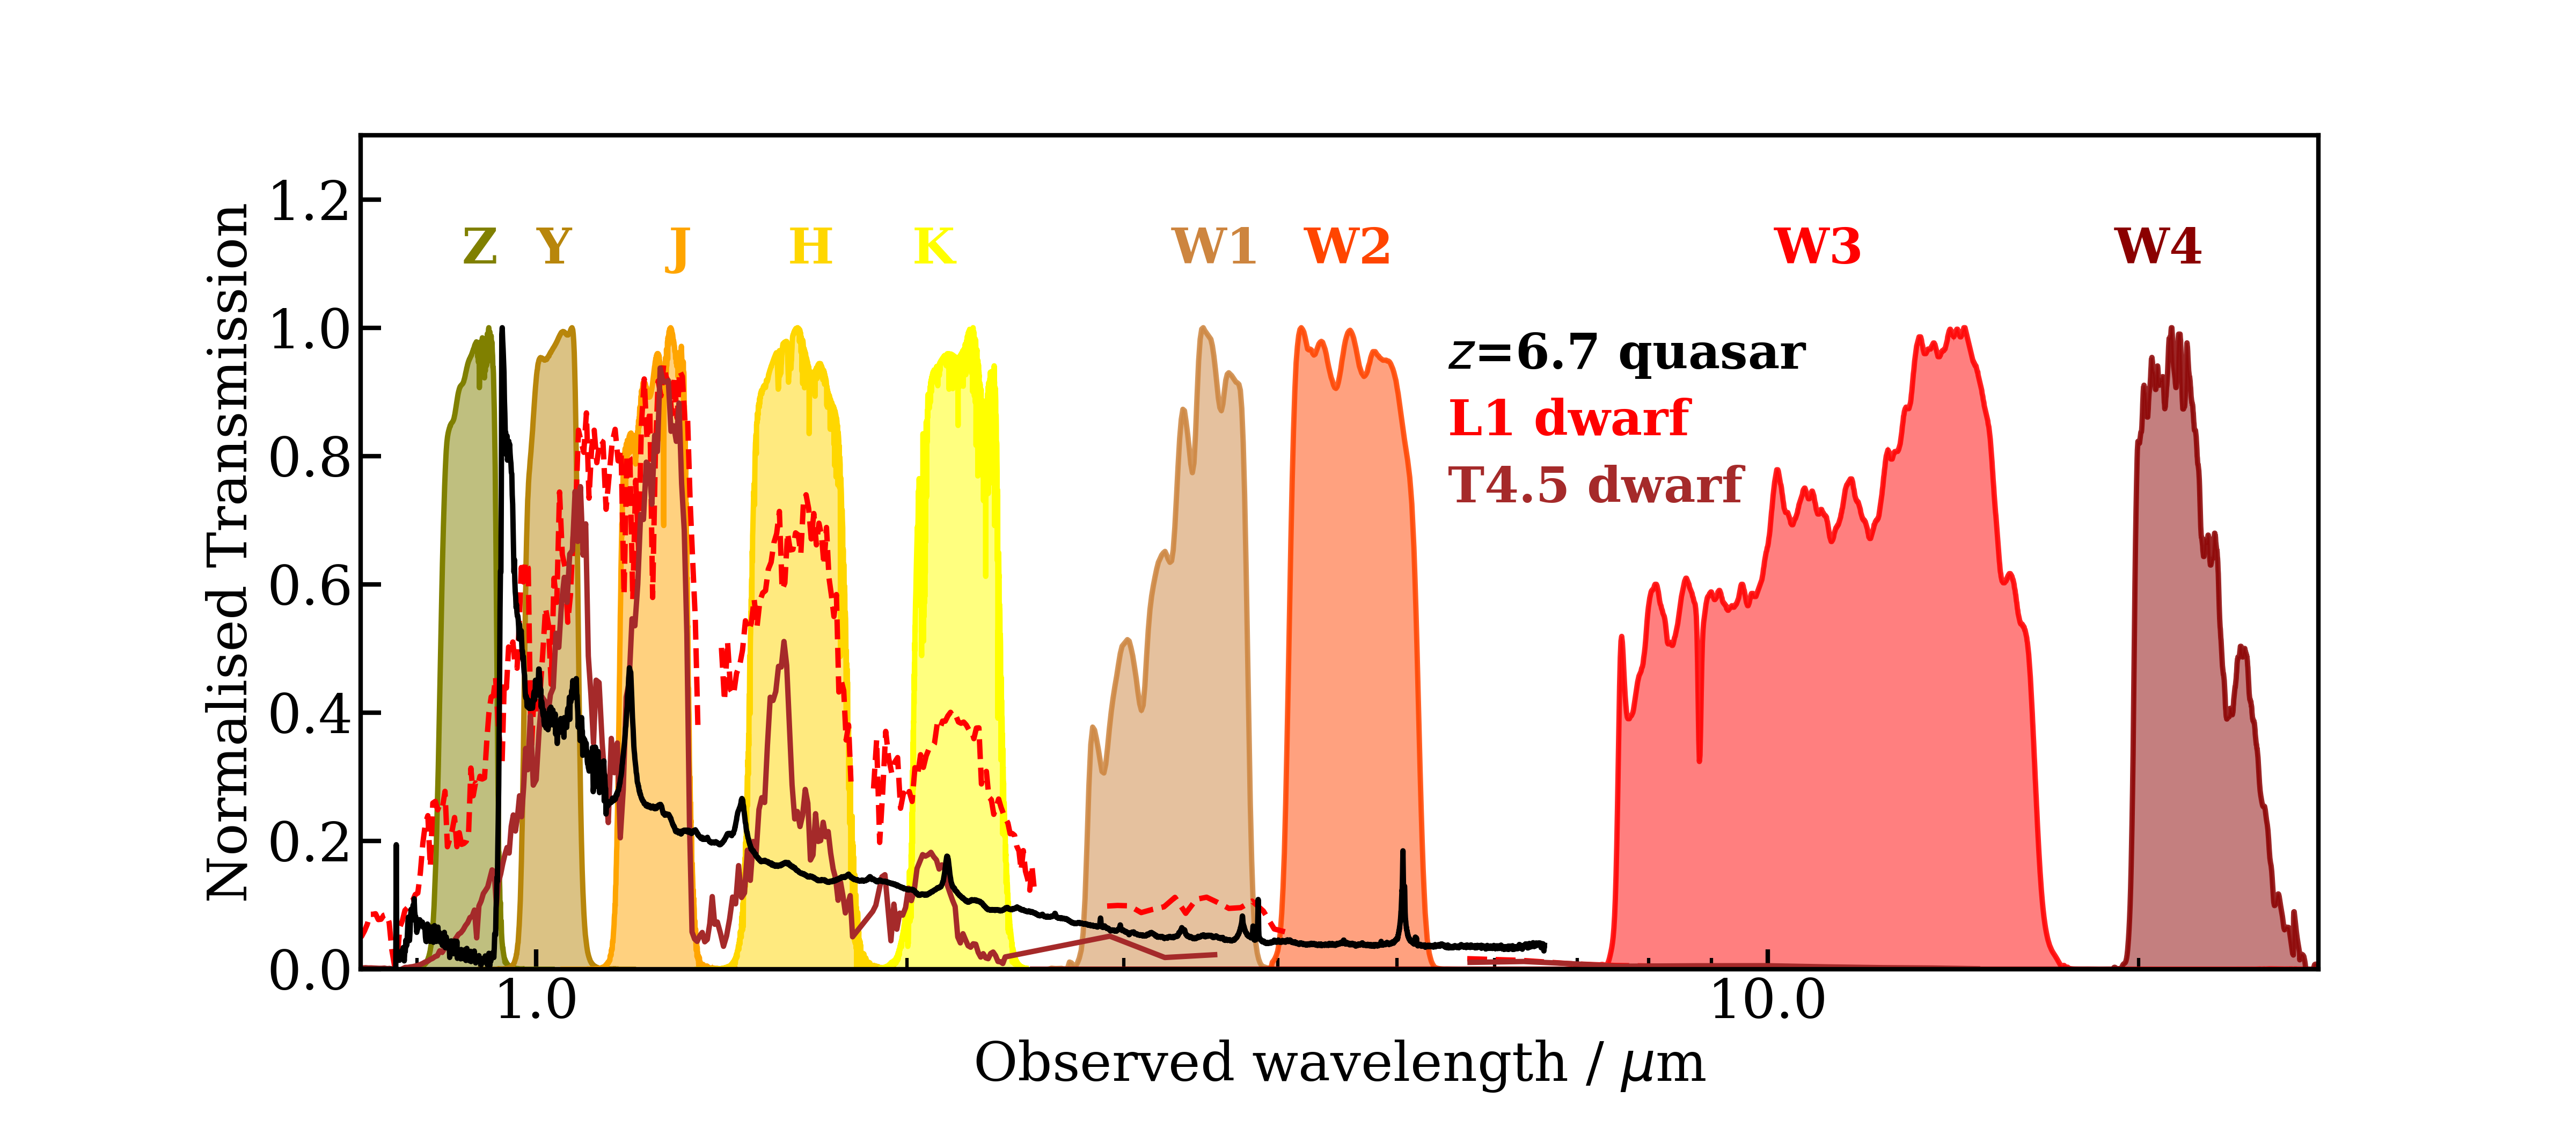 1.2
1.0
0.8
0.6
0.4
0.2
0.0
Normalised Transmission
Z Y J H K W1 W2 W3 W4
z=6.7 quasar
L1 dwarf
T4.5 dwarf
1.0 10.0
Observed wavelength / μm